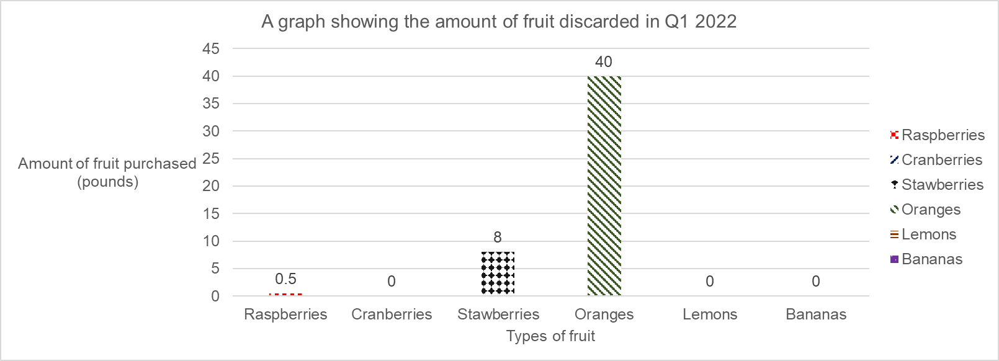 A graph showing the amount of fruit discarded in Q1 2022
45
40
35
30
25
20
15
10
5
0
Amount of fruit purchased
(pounds)
0.5
0
8
40
0
0
Raspberries
Cranberries
Stawberries
Oranges
Lemons
Bananas
Types of fruit
Raspberries
Cranberries
Stawberries
Oranges
Lemons
Bananas